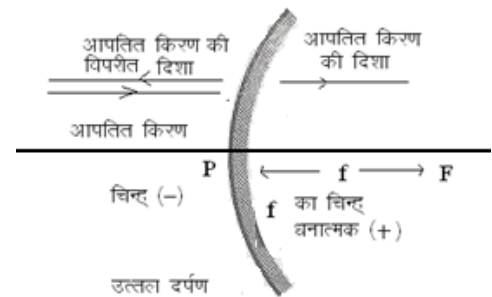 आपतित किरण की
विपरीत दिशा
आपतित किरण
की दिशा
आपतित किरण
P
f
F
चिन्ह (-)
f का चिन्ह
धनात्मक (+)
उत्तल दर्पण